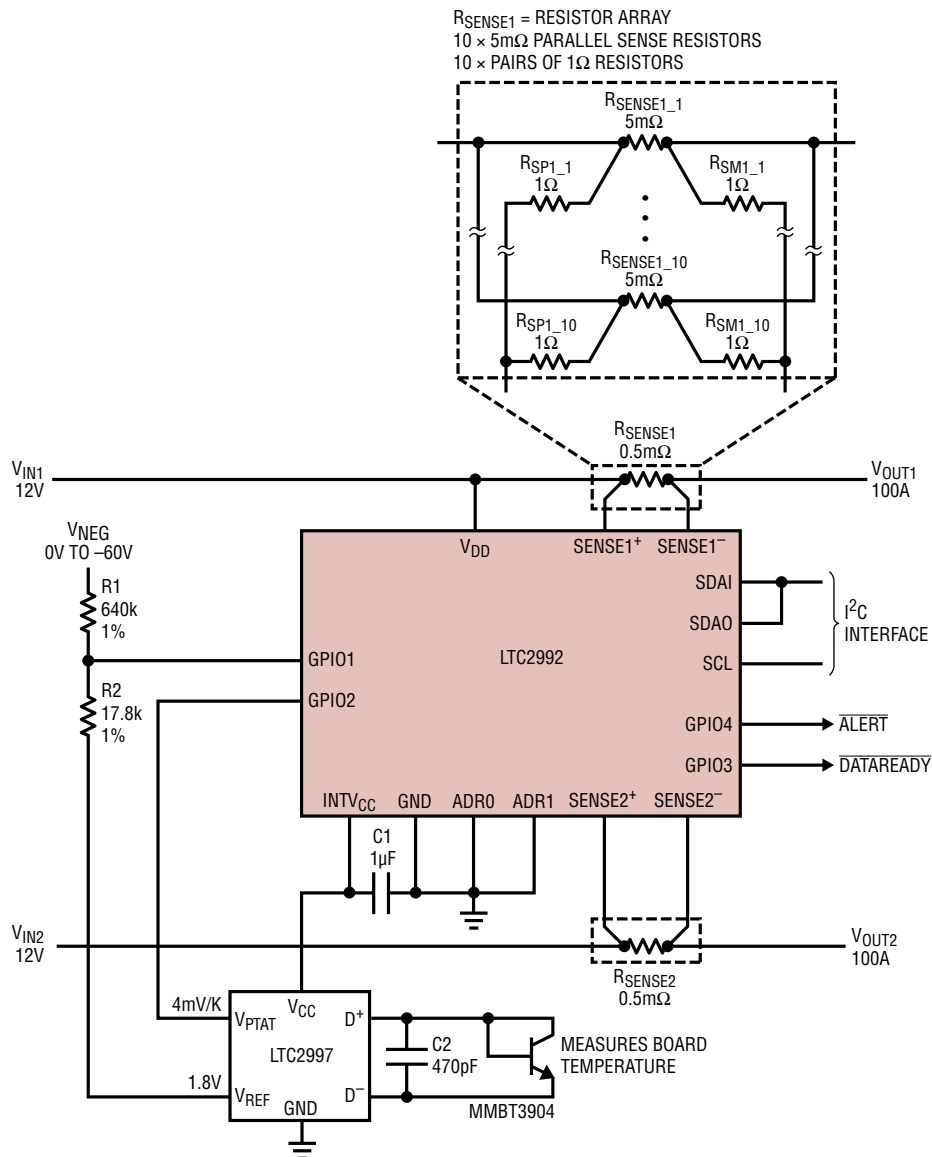 RSENSE1 = RESISTOR ARRAY
10 × 5mΩ PARALLEL SENSE RESISTORS
10 × PAIRS OF 1Ω RESISTORS
RSENSE1_1
5mΩ
RSP1_1
1Ω
RSM1_1
1Ω
RSENSE1_10
5mΩ
RSP1_10
1Ω
RSM1_10
1Ω
RSENSE1
0.5mΩ
VIN1
12V
VOUT1
100A
VNEG
0V TO –60V
R1
640k
1%
R2
17.8k
1%
VDD
SENSE1+
SENSE1–
SDAI
SDAO
SCL
I2C
INTERFACE
GPIO1
LTC2992
GPIO2
GPIO4
ALERT
GPIO3
DATAREADY
INTVCC
GND
ADR0
ADR1
SENSE2+
SENSE2–
C1
1µF
VIN2
12V
VOUT2
100A
RSENSE2
0.5mΩ
4mV/K
VPTAT
VCC
D+
LTC2997
C2
470pF
MEASURES BOARD
TEMPERATURE
1.8V
VREF
GND
D–
MMBT3904